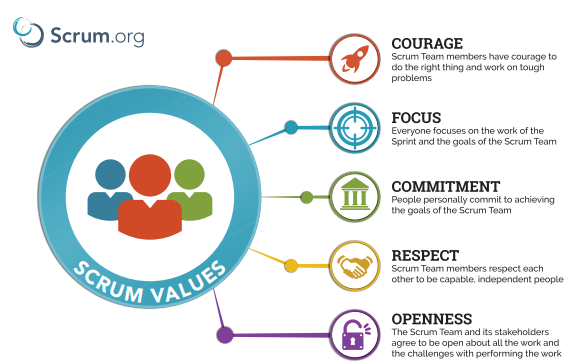 Scrum.org
SCRUM VALUES
COURAGE
Scrum Team members have courage to
do the right thing and work on tough
problems
FOCUS
Everyone focuses on the work of the
Sprint and the goals of the Scrum Team
COMMITMENT
People personally commit to achieving
the goals of the Scrum Team
RESPECT
Scrum Team members respect each
other to be capable, independent people
OPENNESS
The Scrum Team and its stakeholders
agree to be open about all the work and
the challenges with performing the work